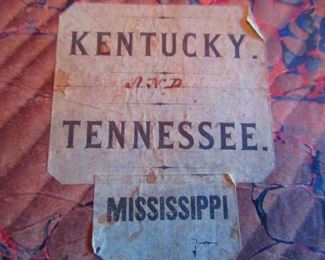 KENTUCKY.
AND
TENNESSEE.
MISSISSIPPI